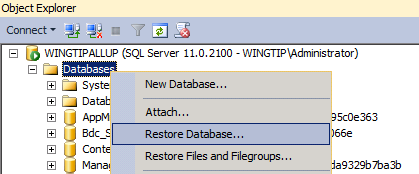 Object Explorer
Connect
WINGTIPALLUP (SQL Server 11.0.2100 - WINGTIP\Administrator)
Databases
New Database...
Attach...
Restore Database...
Restore Files and Filegroups...
Syste
Datab
AppM 95c0e363
Bdc_S 066e
Conte
Manag da9329b7ba3b